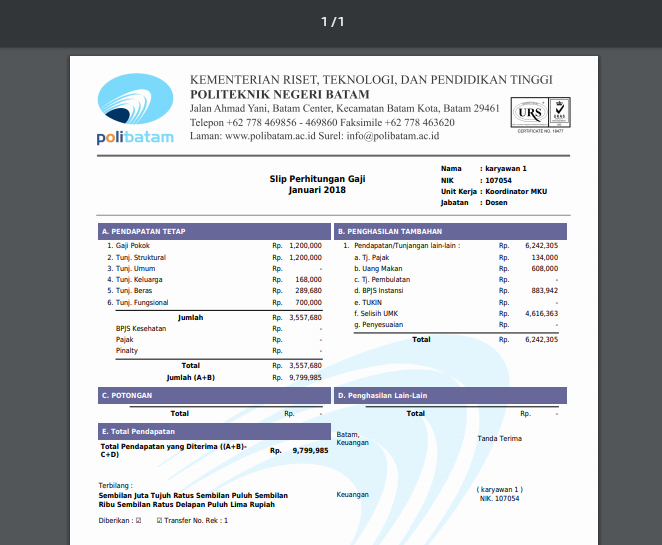 1 / 1
KEMENTERIAN RISET, TEKNOLOGI, DAN PENDIDIKAN TINGGI
POLITEKNIK NEGERI BATAM
Jalan Ahmad Yani, Batam Center, Kecamatan Batam Kota, Batam 29461
Telepon +62 778 469856 - 469860 Faksimile +62 778 463620
Laman: www.polibatam.ac.id Surel: info@polibatam.ac.id
polibatam
URS
UKAS
CERTIFICATE NO. 10477
Slip Perhitungan Gaji
Januari 2018
Nama : karyawan 1
NIK : 107054
Unit Kerja : Koordinator MKU
Jabatan : Dosen
A. PENDAPATAN TETAP
1. Gaji Pokok Rp. 1,200,000
2. Tunj. Struktural Rp. 1,200,000
3. Tunj. Umum Rp. -
4. Tunj. Keluarga Rp. 168,000
5. Tunj. Beras Rp. 289,680
6. Tunj. Fungsional Rp. 700,000
Jumlah Rp. 3,557,680
BPJS Kesehatan Rp. -
Pajak Rp. -
Pinalty Rp. -
Total Rp. 3,557,680
Jumlah (A+B) Rp. 9,799,985
B. PENGHASILAN TAMBAHAN
1. Pendapatan/Tunjangan lain-lain : Rp. 6,242,305
a. Tj. Pajak Rp. 134,000
b. Uang Makan Rp. 608,000
c. Tj. Pembulatan Rp. -
d. BPJS Instansi Rp. 883,942
e. TUKIN Rp. -
f. Selisih UMK Rp. 4,616,363
g. Penyesuaian Rp. -
Total Rp. 6,242,305
C. POTONGAN
Total Rp. -
D. Penghasilan Lain-Lain
Total Rp. -
E. Total Pendapatan
Total Pendapatan yang Diterima ((A+B)-
C+D) Rp. 9,799,985
Batam,
Keuangan
Tanda Terima
Terbilang :
Sembilan Juta Tujuh Ratus Sembilan Puluh Sembilan
Ribu Sembilan Ratus Delapan Puluh Lima Rupiah
Keuangan
( karyawan 1 )
NIK. 107054
Diberikan : ☑ ☑ Transfer No. Rek : 1